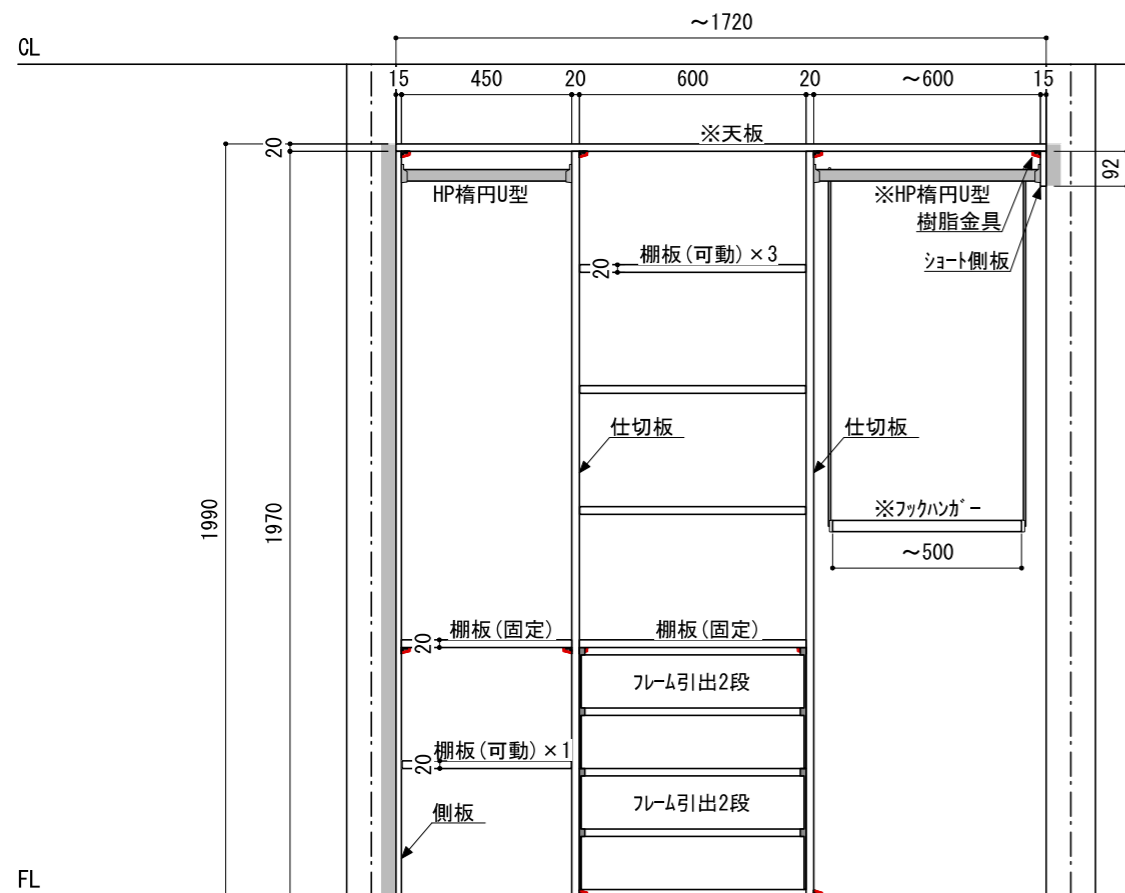 ～1720
CL
15
450
20
600
20
～600
15
※天板
20
92
HP楕円U型
※HP楕円U型
樹脂金具
ｼｮｰﾄ側板
棚板(可動)×3
20
仕切板
仕切板
1990
1970
※ﾌｯｸﾊﾝｶﾞｰ
～500
棚板(固定)
棚板(固定)
20
ﾌﾚｰﾑ引出2段
棚板(可動)×1
20
ﾌﾚｰﾑ引出2段
側板
FL